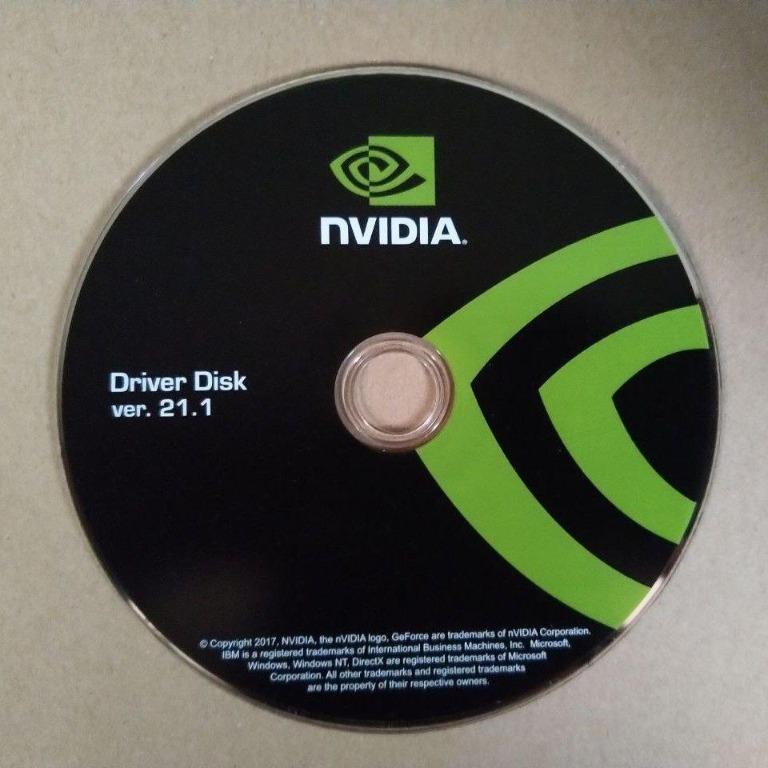 nVIDIA.
Driver Disk
ver. 21.1
© Copyright 2017, NVIDIA, the nVIDIA logo, GeForce are trademarks of nVIDIA Corporation.
IBM is a registered trademarks of International Business Machines, Inc. Microsoft,
Windows, Windows NT, DirectX are registered trademarks of Microsoft
Corporation. All other trademarks and registered trademarks
are the property of their respective owners.